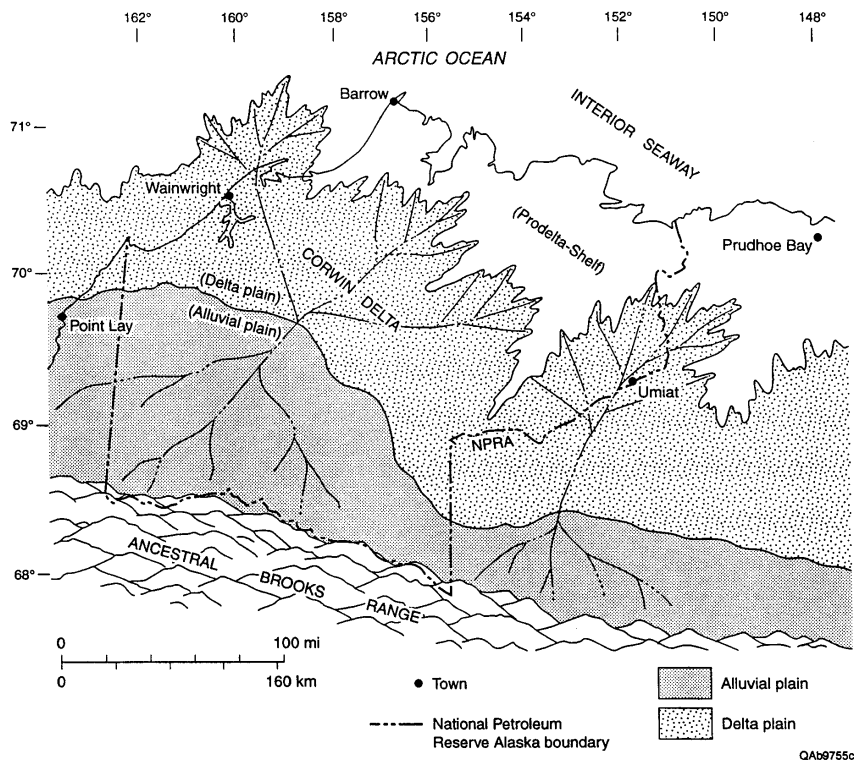 162° 160° 158° 156° 154° 152° 150° 148°
ARCTIC OCEAN
Barrow
INTERIOR SEAWAY
71°
Wainwright
(Prodelta-Shelf)
Prudhoe Bay
70°
CORWIN DELTA
(Delta plain)
(Alluvial plain)
Point Lay
Umiat
69°
NPRA
ANCESTRAL BROOKS RANGE
68°
0 100 mi
0 160 km
Town
National Petroleum
Reserve Alaska boundary
Alluvial plain
Delta plain
QAb9755c